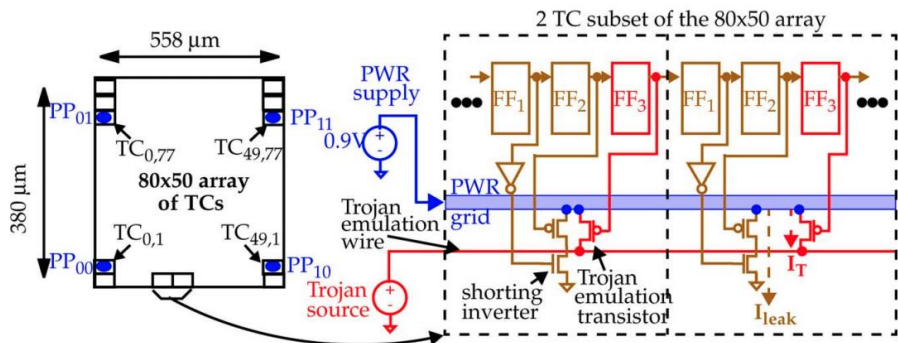 2 TC subset of the 80x50 array
558 µm
380 µm
PP01
PP11
TC0,77
TC49,77
80x50 array
of TCs
TC0,1
TC49,1
PP00
PP10
PWR
supply
0.9V
+
-
Trojan
emulation
wire
Trojan
source
+
-
FF1
FF2
FF3
FF1
FF2
FF3
PWR
grid
shorting
inverter
Trojan
emulation
transistor
IT
Ileak